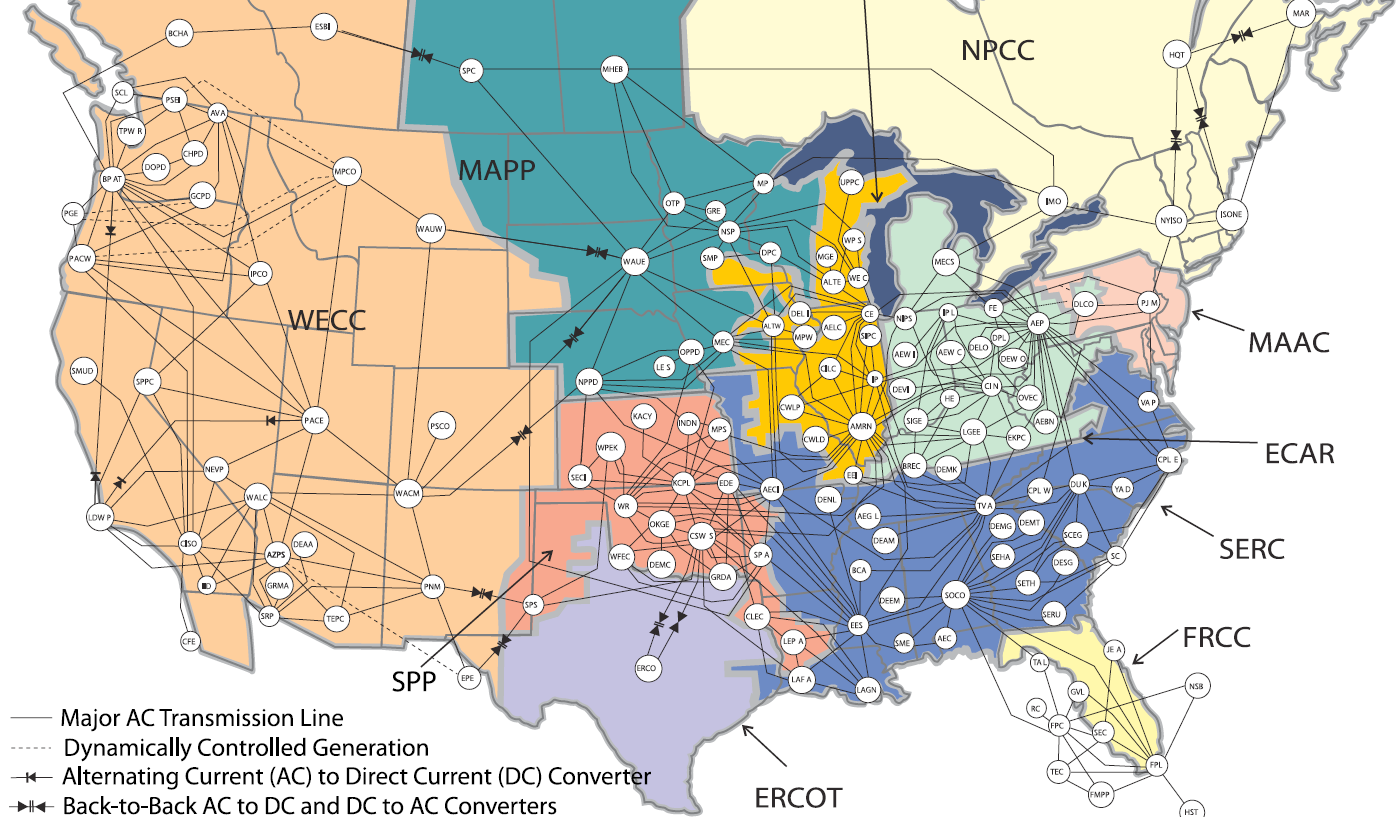 MAR
ESBI
BCHA
NPCC
HQT
SPC
MHEB
SCL
PSEI
AVA
TPW R
CHPD
DOPD
MAPP
MPCO
BP AT
GCPD
MP
UPPC
OTP
GRE
IMO
PGE
WAUW
NSP
NYISO
ISONE
PACW
WP S
SMP
DPC
MGE
WAUE
MECS
IPCO
ALTE
WE C
DLCO
PJ M
WECC
DEL I
CE
NIPS
IP L
FE
AEP
ALTW
AELC
MPW
SIPC
DPL
MAAC
MEC
OPPD
AEW I
AEW C
DELO
DEW O
LE S
SMUD
SPPC
NPPD
CILC
IP
DEVI
CIN
HE
OVEC
VA P
CWLP
PACE
KACY
INDN
MPS
AMRN
SIGE
AEBN
PSCO
CWLD
LGEE
EKPC
WPEK
ECAR
NEVP
BREC
DEMK
CPL E
SECI
EEI
KCPL
EDE
AECI
WALC
WACM
DENL
CPL W
DU K
YA D
WR
TV A
LDW P
AEG L
OKGE
DEMG
DEMT
SERC
CISO
DEAA
CSW S
DEAM
SCEG
AZPS
WFEC
SP A
SEHA
SC
DEMC
DESG
BCA
IID
GRMA
PNM
GRDA
SETH
SPS
DEEM
SOCO
SRP
TEPC
CLEC
SERU
EES
CFE
LEP A
SME
AEC
FRCC
JE A
ERCO
TA L
SPP
EPE
LAF A
LAGN
GVL
NSB
RC
Major AC Transmission Line
FPC
SEC
Dynamically Controlled Generation
FPL
TEC
Alternating Current (AC) to Direct Current (DC) Converter
FMPP
ERCOT
Back-to-Back AC to DC and DC to AC Converters
HST